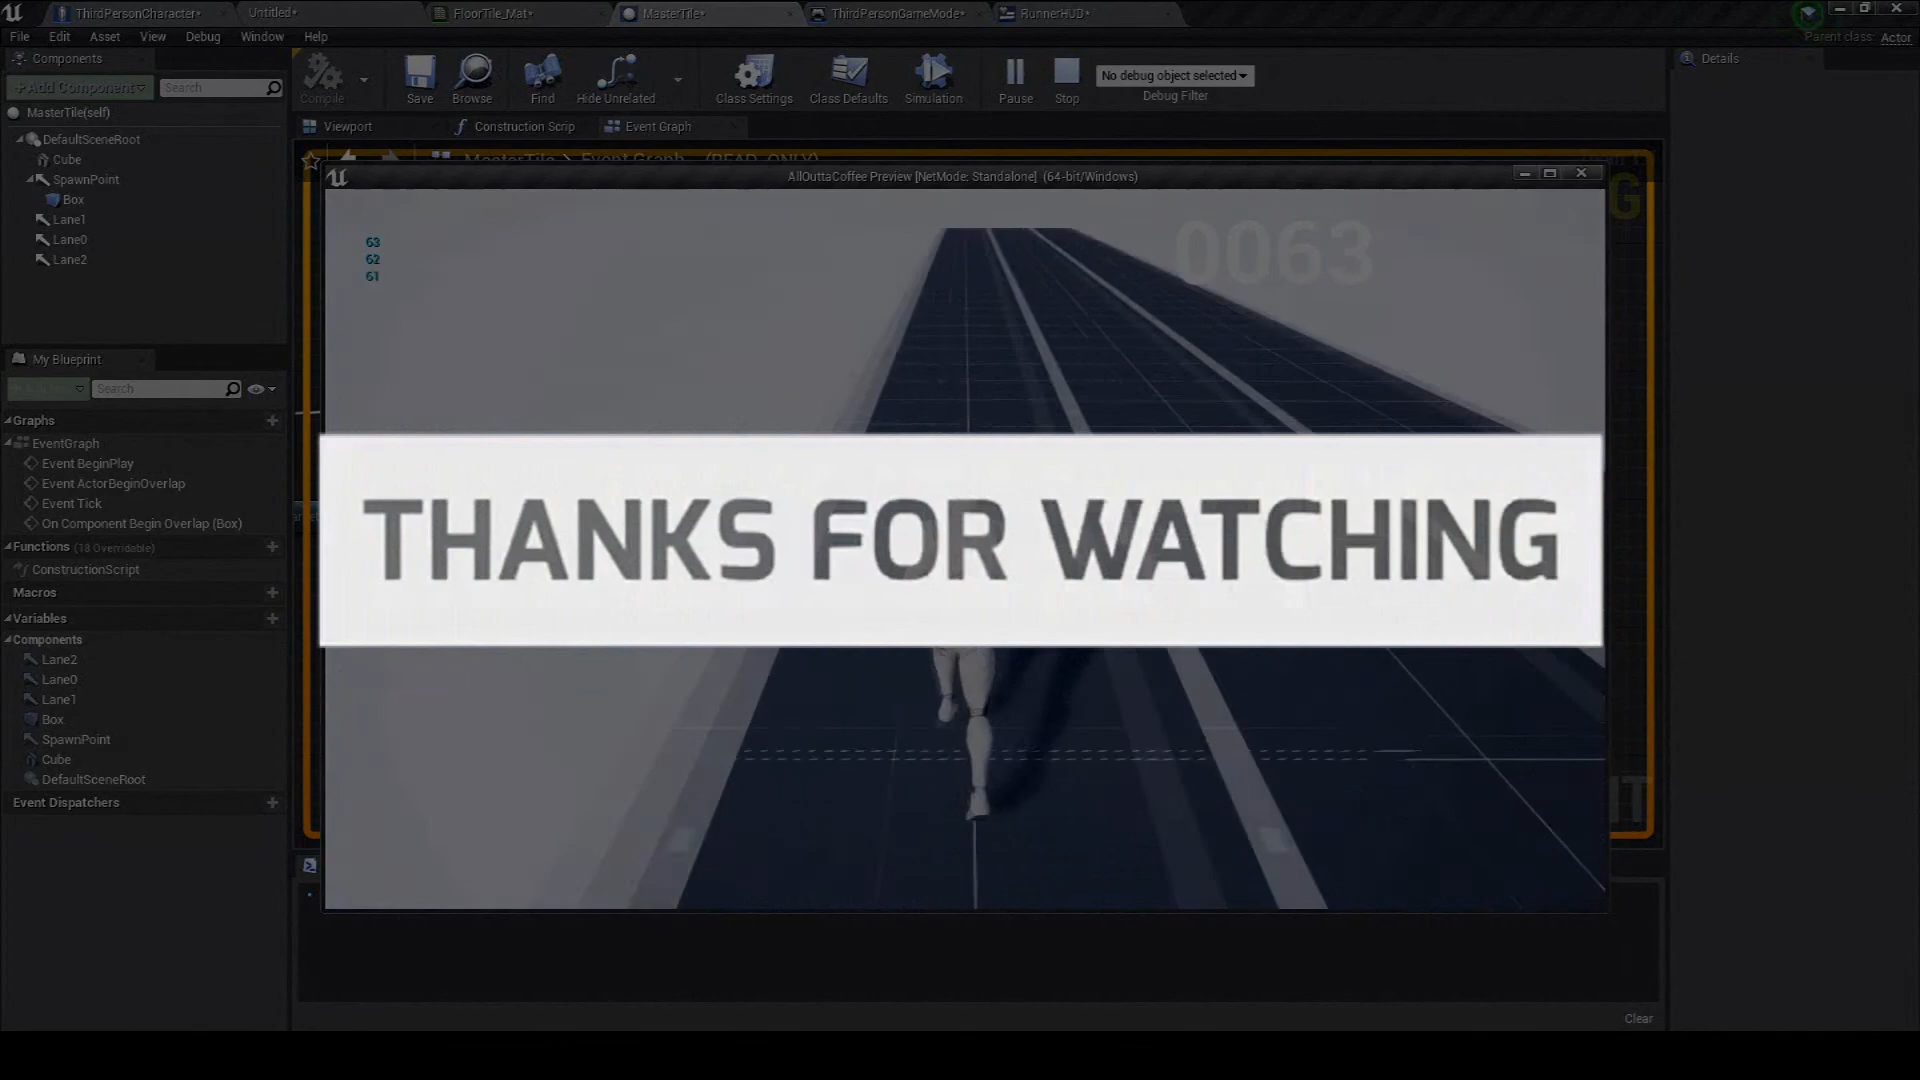 ThirdPersonCharacter*
Untitled*
FloorTile_Mat*
MasterTile*
ThirdPersonGameMode*
RunnerHUD*
File Edit Asset View Debug Window Help
Parent class: Actor
Components
+Add Component
Search
MasterTile(self)
DefaultSceneRoot
Cube
SpawnPoint
Box
Lane1
Lane0
Lane2
Compile
Save
Browse
Find
Hide Unrelated
Class Settings
Class Defaults
Simulation
Pause
Stop
No debug object selected
Debug Filter
Details
Viewport
Construction Scrip
Event Graph
MasterTile > Event Graph (READ-ONLY)
AllOuttaCoffee Preview [NetMode: Standalone] (64-bit/Windows)
63
62
61
0063
THANKS FOR WATCHING
My Blueprint
Search
Graphs
EventGraph
Event BeginPlay
Event ActorBeginOverlap
Event Tick
On Component Begin Overlap (Box)
Functions (18 Overridable)
ConstructionScript
Macros
Variables
Components
Lane2
Lane0
Lane1
Box
SpawnPoint
Cube
DefaultSceneRoot
Event Dispatchers
Clear